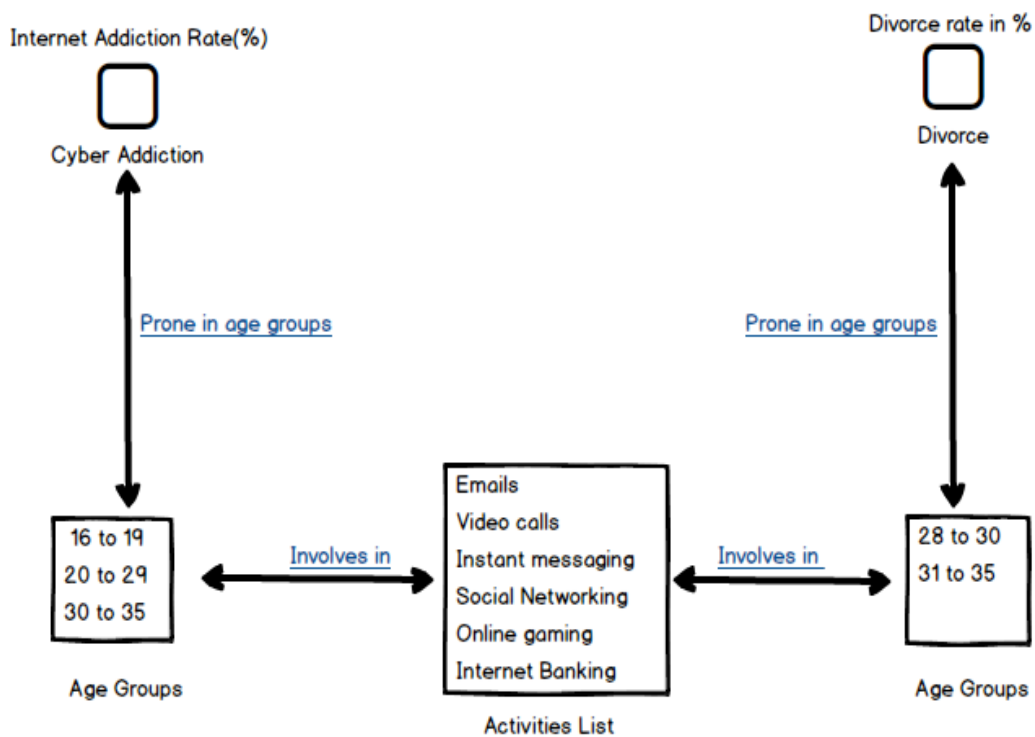 Internet Addiction Rate(%)
Divorce rate in %
Cyber Addiction
Divorce
Prone in age groups
Prone in age groups
16 to 19
20 to 29
30 to 35
Age Groups
Involves in
Emails
Video calls
Instant messaging
Social Networking
Online gaming
Internet Banking
Activities List
Involves in
28 to 30
31 to 35
Age Groups